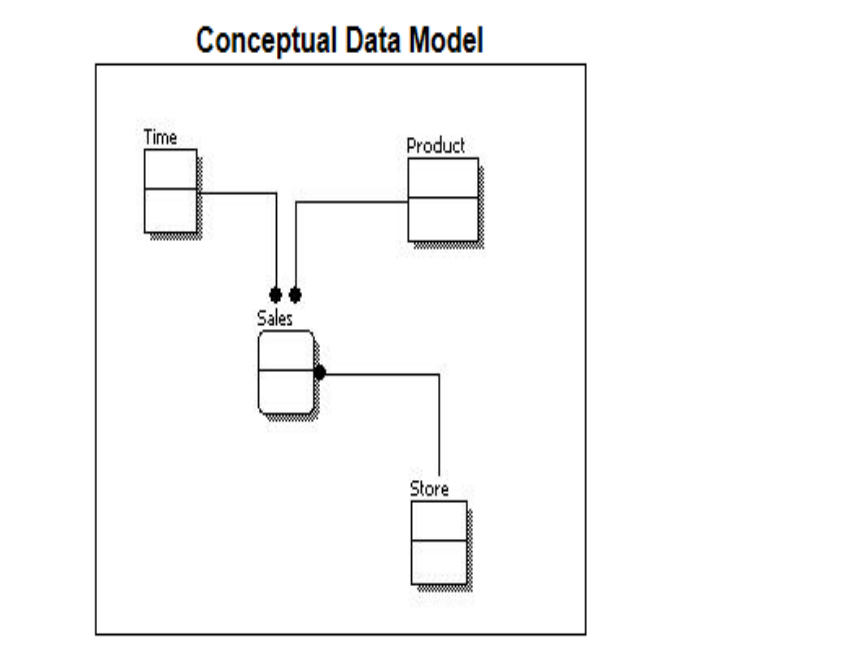 Conceptual Data Model
Time
Product
Sales
Store